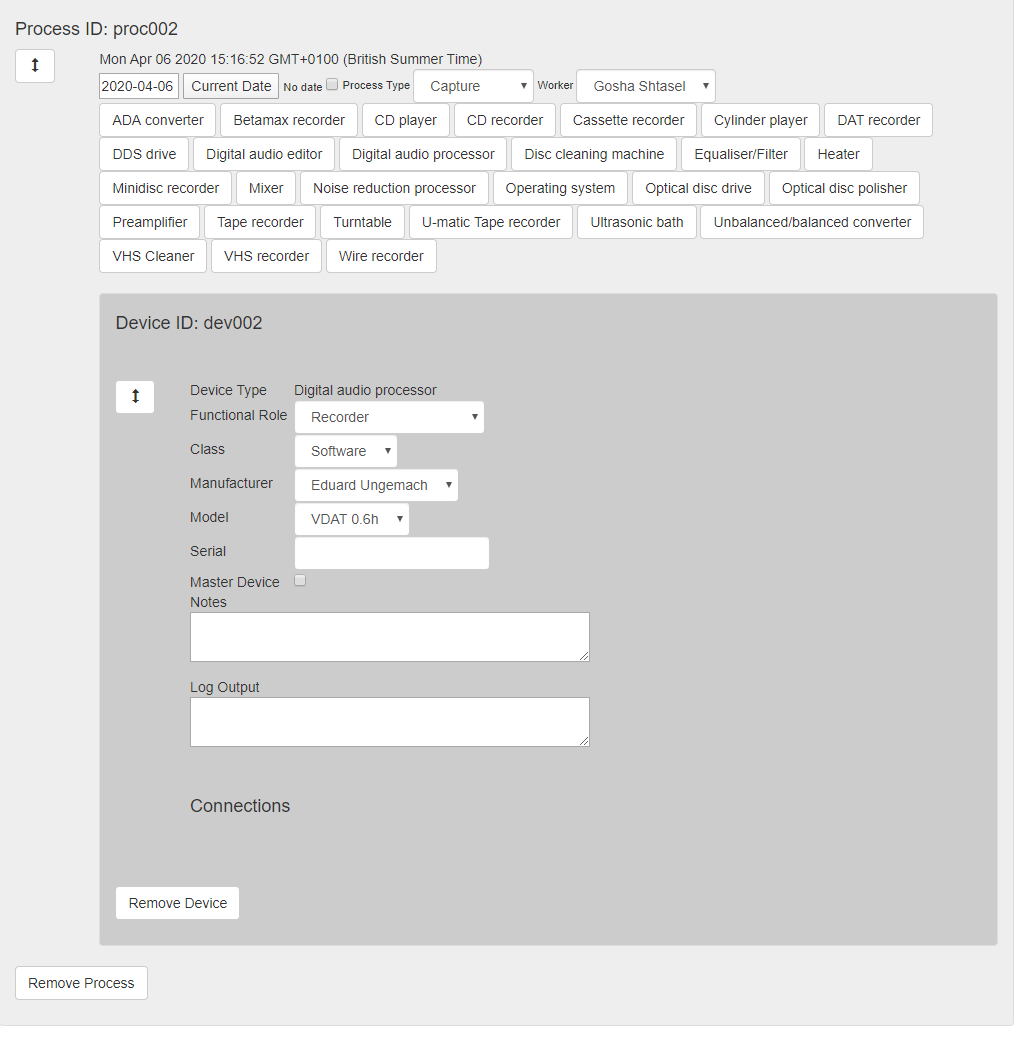 Process ID: proc002
Mon Apr 06 2020 15:16:52 GMT+0100 (British Summer Time)
2020-04-06 Current Date No date Process Type Capture Worker Gosha Shtasel
ADA converter Betamax recorder CD player CD recorder Cassette recorder Cylinder player DAT recorder
DDS drive Digital audio editor Digital audio processor Disc cleaning machine Equaliser/Filter Heater
Minidisc recorder Mixer Noise reduction processor Operating system Optical disc drive Optical disc polisher
Preamplifier Tape recorder Turntable U-matic Tape recorder Ultrasonic bath Unbalanced/balanced converter
VHS Cleaner VHS recorder Wire recorder
Device ID: dev002
Device Type Digital audio processor
Functional Role Recorder
Class Software
Manufacturer Eduard Ungemach
Model VDAT 0.6h
Serial
Master Device
Notes
Log Output
Connections
Remove Device
Remove Process